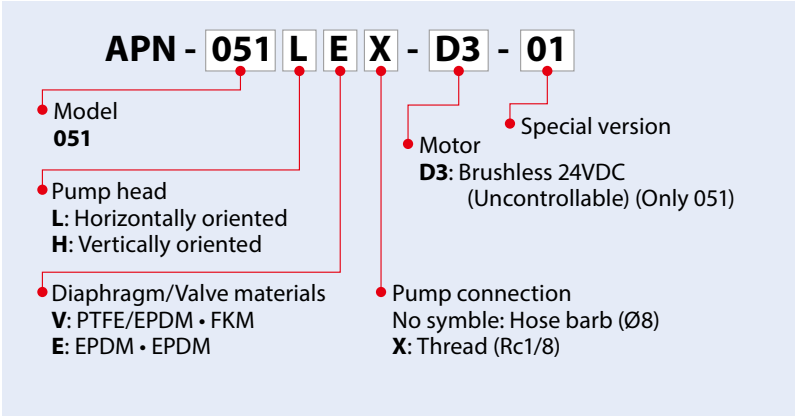 APN - 051 L E X - D3 - 01
Model
051
Special version
Motor
D3: Brushless 24VDC
(Uncontrollable) (Only 051)
Pump head
L: Horizontally oriented
H: Vertically oriented
Diaphragm/Valve materials
V: PTFE/EPDM • FKM
E: EPDM • EPDM
Pump connection
No symble: Hose barb (Ø8)
X: Thread (Rc1/8)